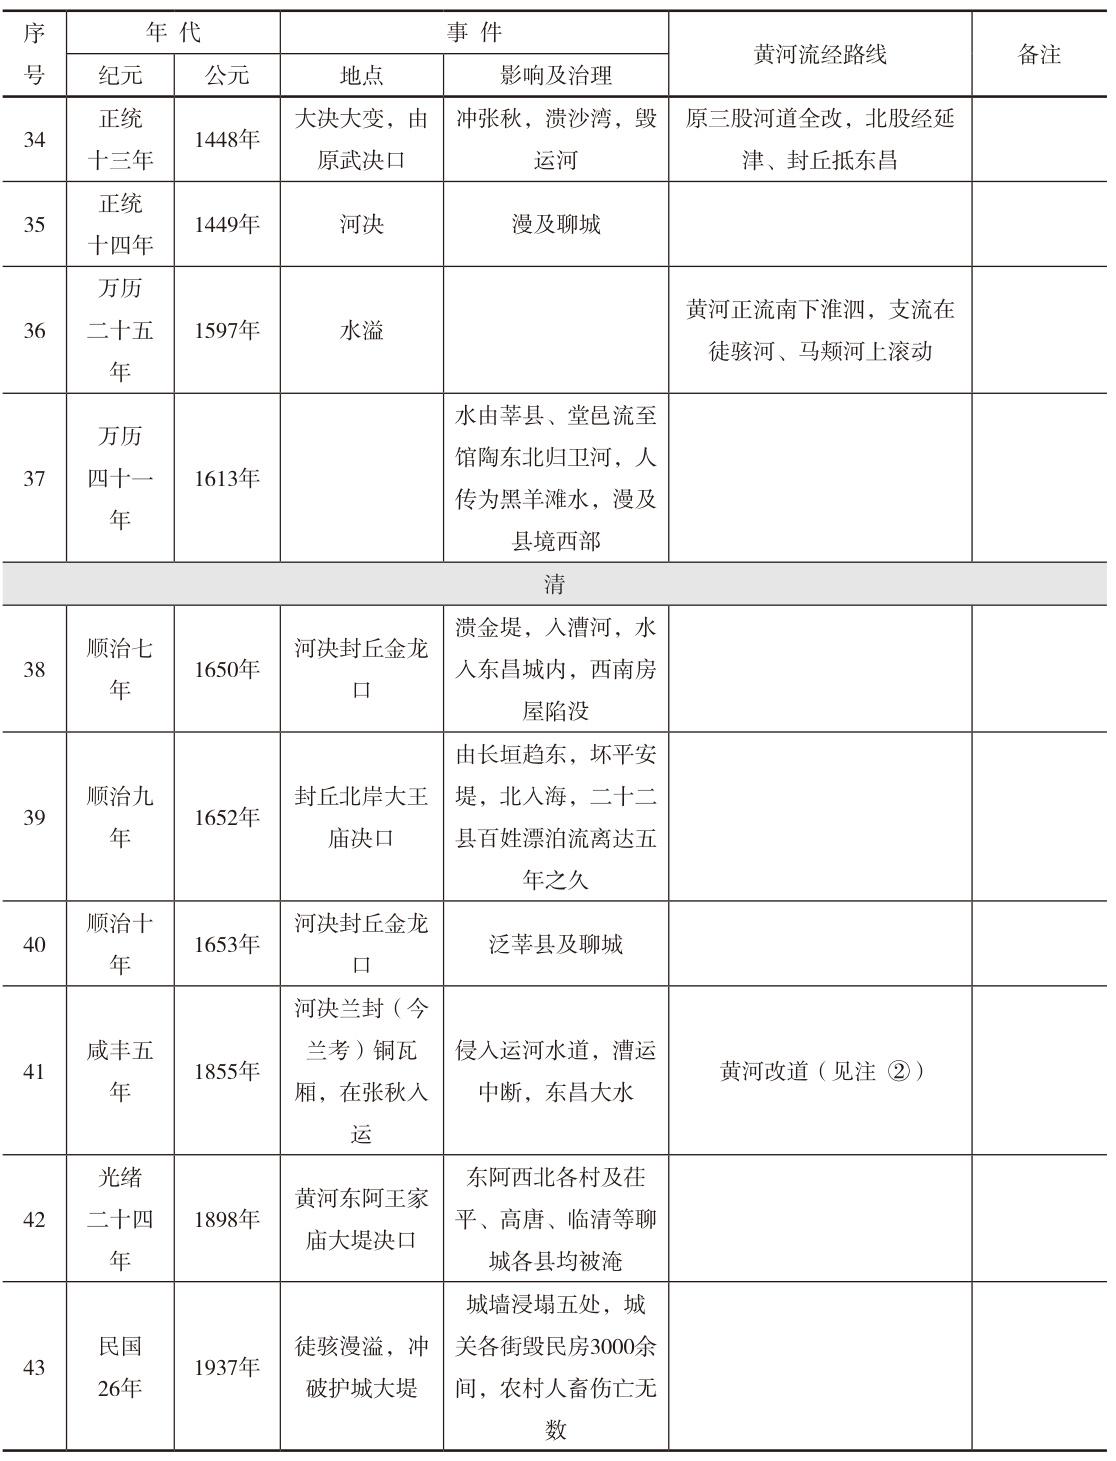 序号 年代 事件 黄河流经路线 备注
纪元 公元 地点 影响及治理
34 正统十三年 1448年 大决大变，由原武决口 冲张秋，溃沙湾，毁运河 原三股河道全改，北股经延津、封丘抵东昌
35 正统十四年 1449年 河决 漫及聊城
36 万历二十五年 1597年 水溢 黄河正流南下淮泗，支流在徒骇河、马颊河上滚动
37 万历四十一年 1613年 水由莘县、堂邑流至馆陶东北归卫河，人传为黑羊滩水，漫及县境西部
清
38 顺治七年 1650年 河决封丘金龙口 溃金堤，入漕河，水入东昌城内，西南房屋陷没
39 顺治九年 1652年 封丘北岸大王庙决口 由长垣趋东，坏平安堤，北入海，二十二县百姓漂泊流离达五年之久
40 顺治十年 1653年 河决封丘金龙口 泛莘县及聊城
41 咸丰五年 1855年 河决兰封（今兰考）铜瓦厢，在张秋入运 侵入运河水道，漕运中断，东昌大水 黄河改道（见注 ②）
42 光绪二十四年 1898年 黄河东阿王家庙大堤决口 东阿西北各村及茌平、高唐、临清等聊城各县均被淹
43 民国26年 1937年 徒骇漫溢，冲破护城大堤 城墙浸塌五处，城关各街毁民房3000余间，农村人畜伤亡无数